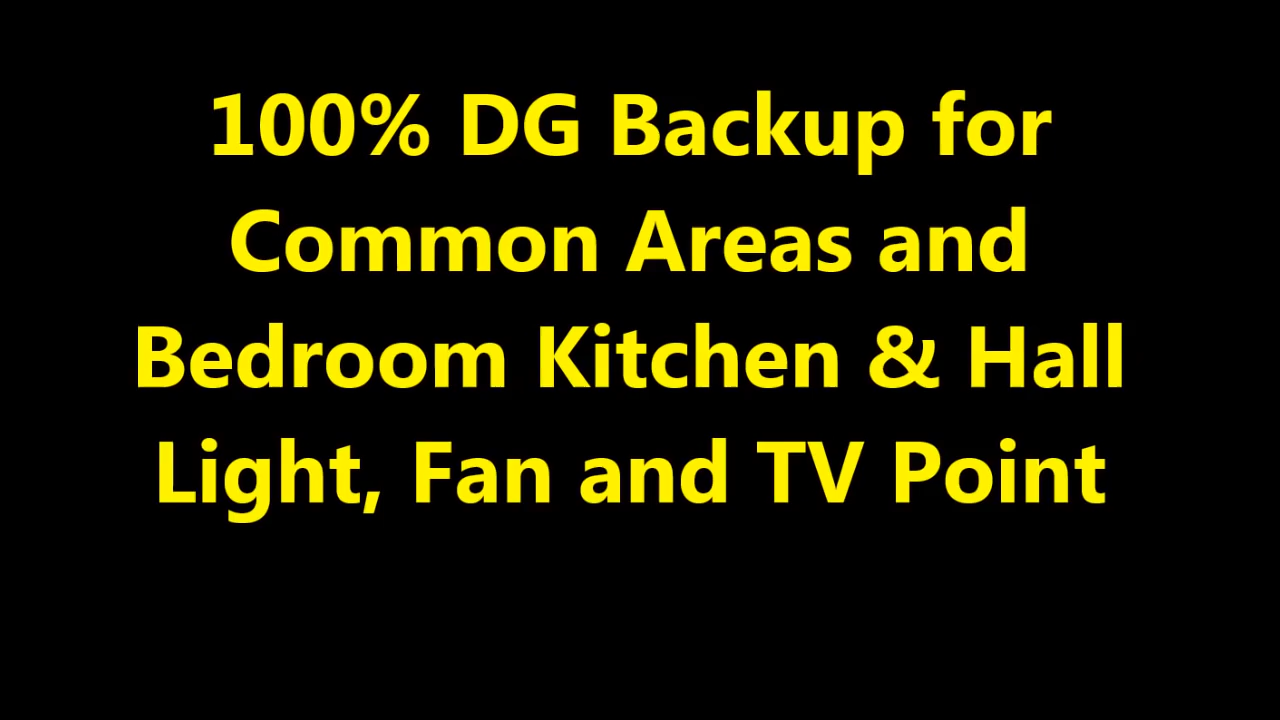 100% DG Backup for
Common Areas and
Bedroom Kitchen & Hall
Light, Fan and TV Point